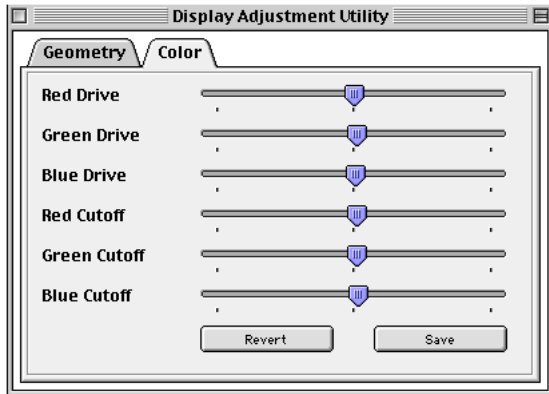 Display Adjustment Utility
Geometry Color
Red Drive
Green Drive
Blue Drive
Red Cutoff
Green Cutoff
Blue Cutoff
Revert Save